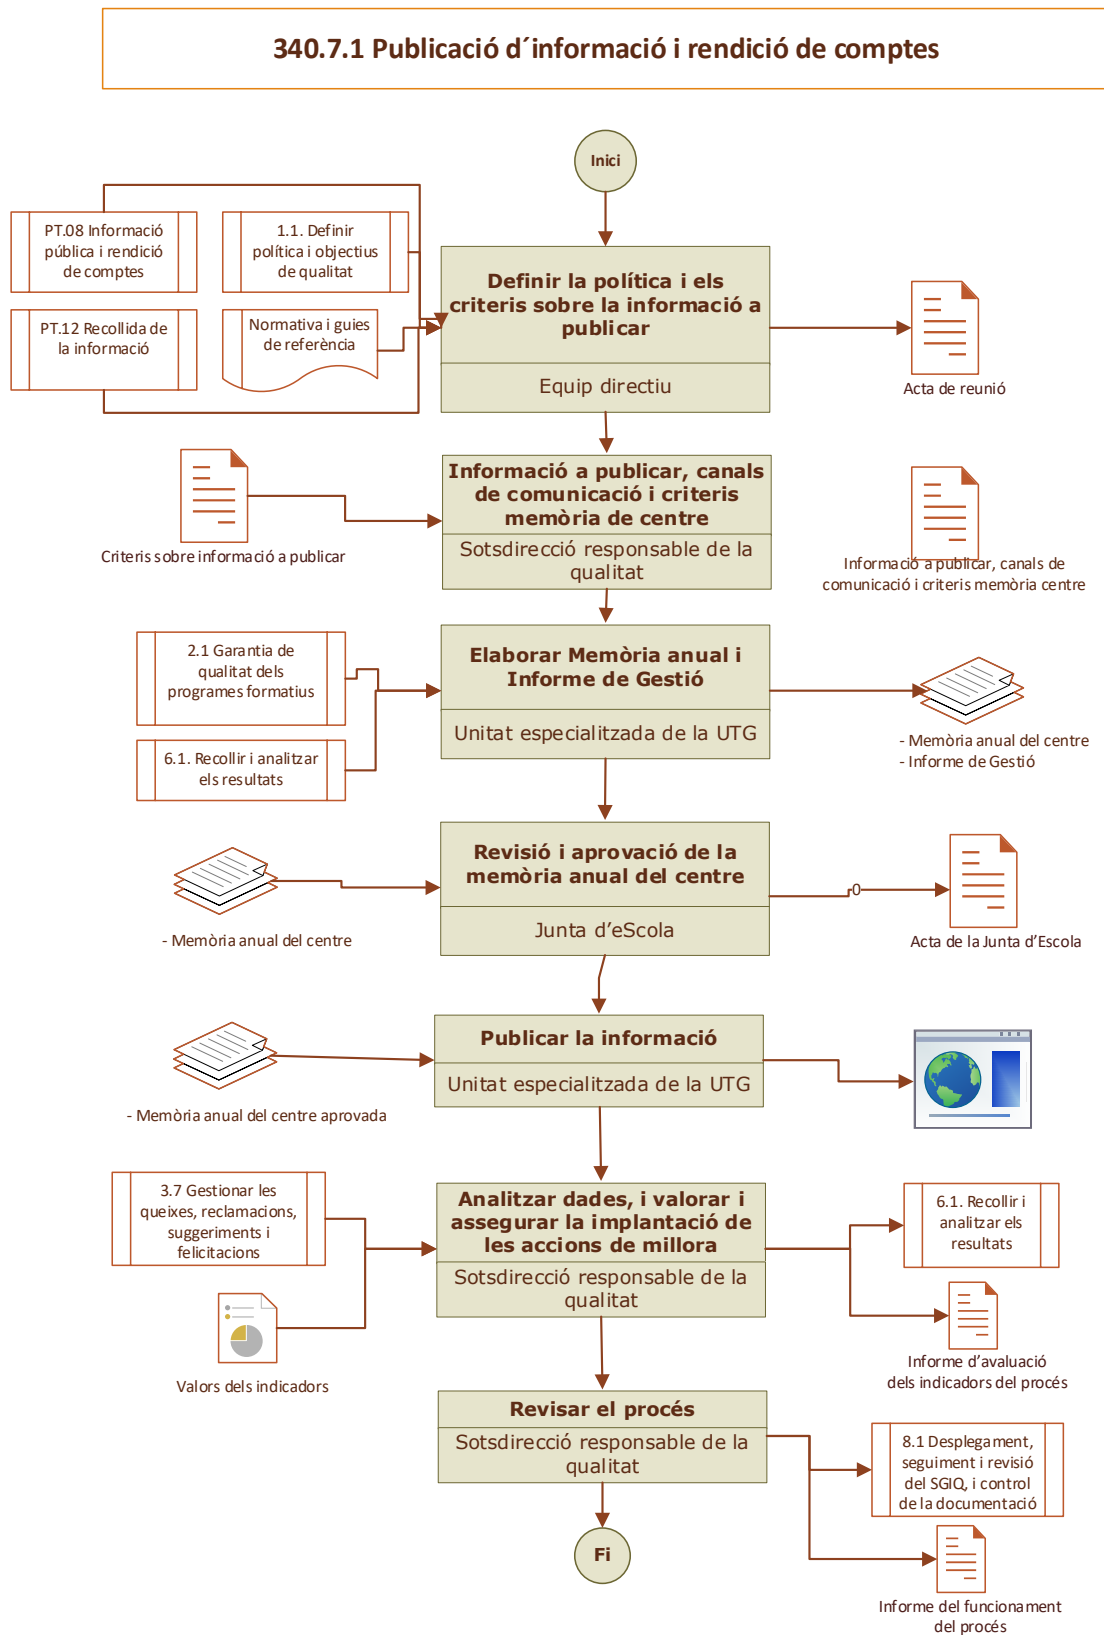 340.7.1 Publicació d´informació i rendició de comptes
Inici
PT.08 Informació
pública i rendició
de comptes
1.1. Definir
política i objectius
de qualitat
PT.12 Recollida de
la informació
Normativa i guies
de referència
Definir la política i els
criteris sobre la informació a
publicar
Equip directiu
Acta de reunió
Criteris sobre informació a publicar
Informació a publicar, canals
de comunicació i criteris
memòria de centre
Sotsdirecció responsable de la
qualitat
Informació a publicar, canals de
comunicació i criteris memòria centre
2.1 Garantia de
qualitat dels
programes formatius
6.1. Recollir i analitzar
els resultats
Elaborar Memòria anual i
Informe de Gestió
Unitat especialitzada de la UTG
- Memòria anual del centre
- Informe de Gestió
- Memòria anual del centre
Revisió i aprovació de la
memòria anual del centre
Junta d’eScola
0
Acta de la Junta d’Escola
- Memòria anual del centre aprovada
Publicar la informació
Unitat especialitzada de la UTG
3.7 Gestionar les
queixes, reclamacions,
suggeriments i
felicitacions
Valors dels indicadors
Analitzar dades, i valorar i
assegurar la implantació de
les accions de millora
Sotsdirecció responsable de la
qualitat
6.1. Recollir i
analitzar els
resultats
Informe d’avaluació
dels indicadors del procés
Revisar el procés
Sotsdirecció responsable de la
qualitat
8.1 Desplegament,
seguiment i revisió
del SGIQ, i control
de la documentació
Informe del funcionament
del procés
Fi